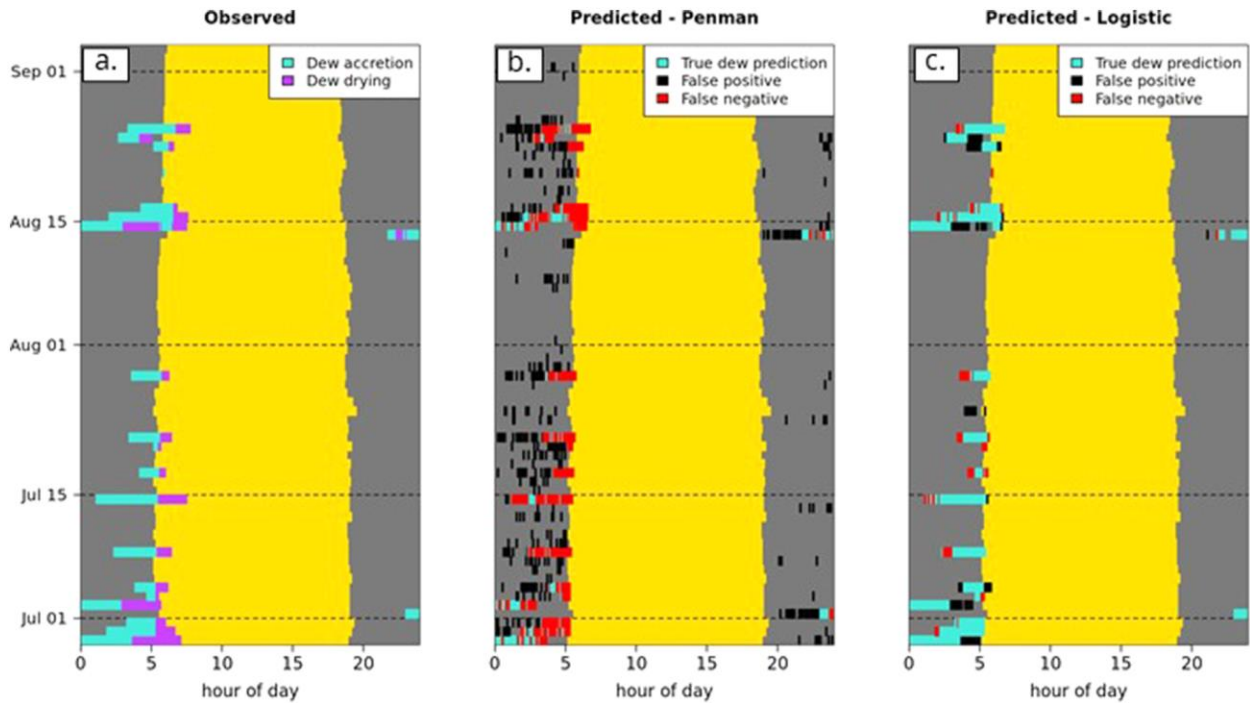 Observed
Predicted - Penman
Predicted - Logistic
a.
Dew accretion
Dew drying
b.
True dew prediction
False positive
False negative
c.
True dew prediction
False positive
False negative
Sep 01
Aug 15
Aug 01
Jul 15
Jul 01
0 5 10 15 20
0 5 10 15 20
0 5 10 15 20
hour of day
hour of day
hour of day